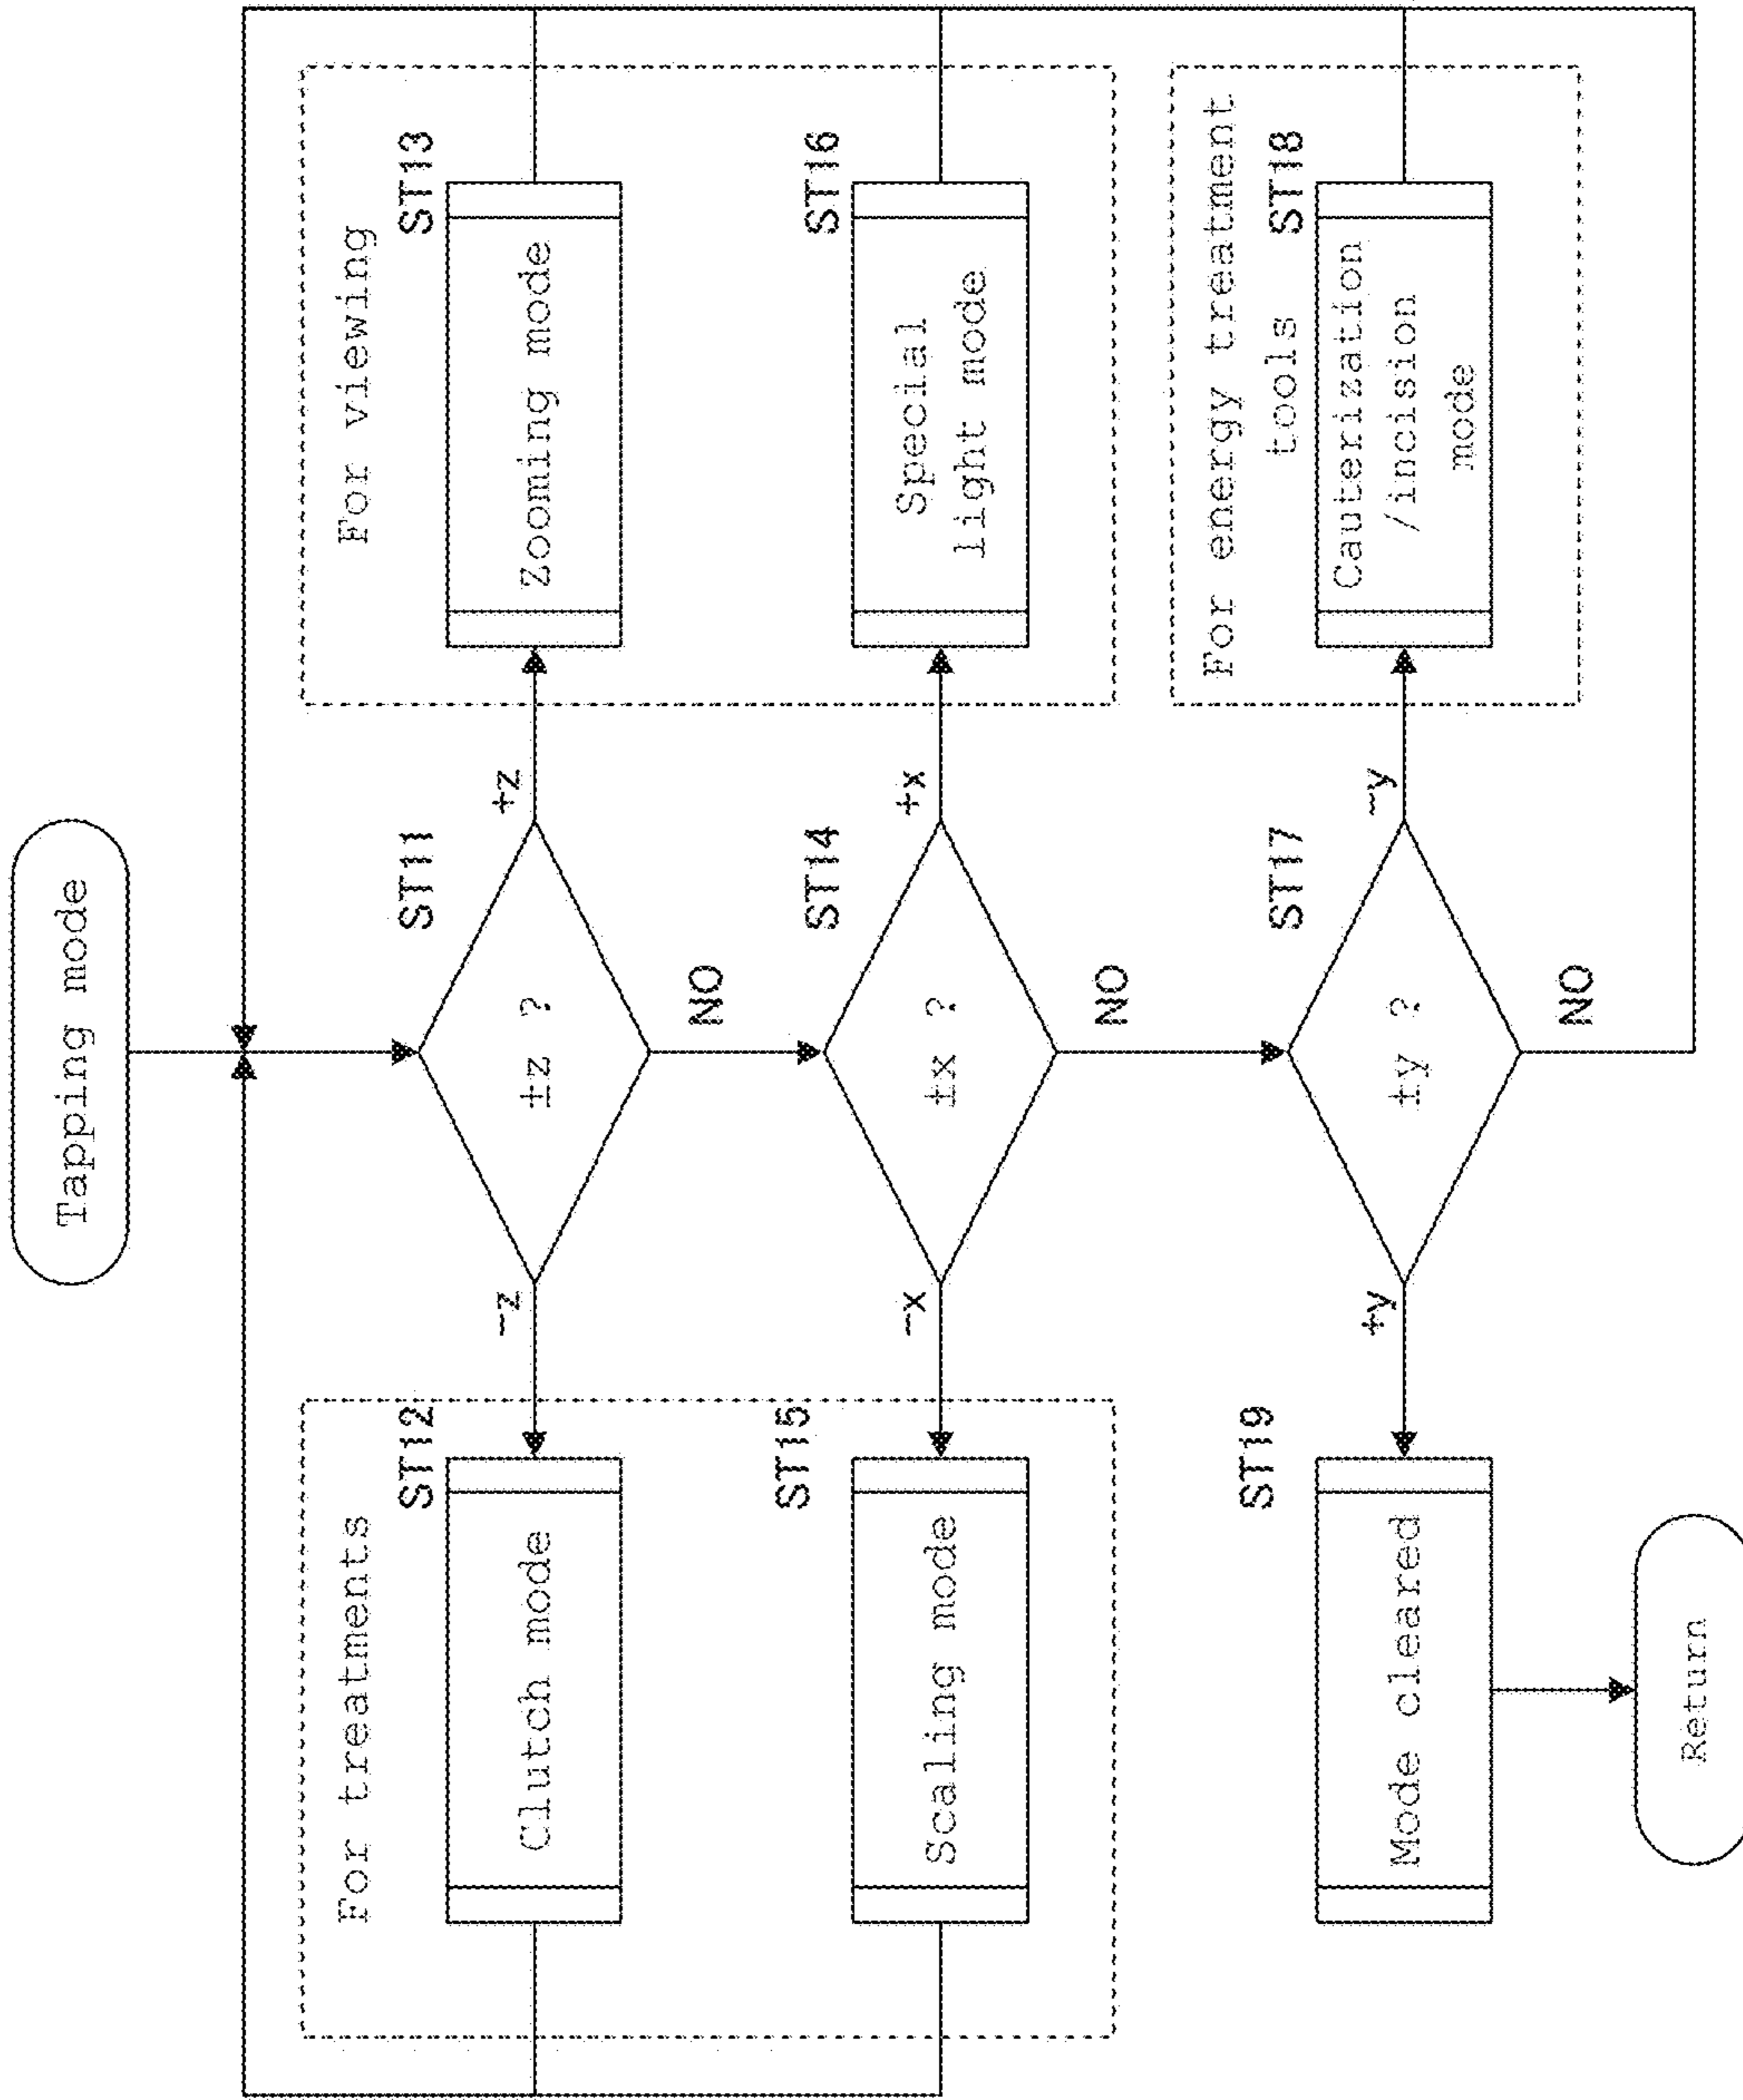 Tapping mode
ST11
±z ?
-z
+z
NO
For treatments
ST12
Clutch mode
For viewing
ST13
Zooming mode
ST14
±x ?
-x
+x
NO
ST15
Scaling mode
ST16
Special
light mode
ST17
±y ?
+y
-y
NO
ST19
Mode cleared
For energy treatment
tools
ST18
Cauterization
/incision
mode
Return